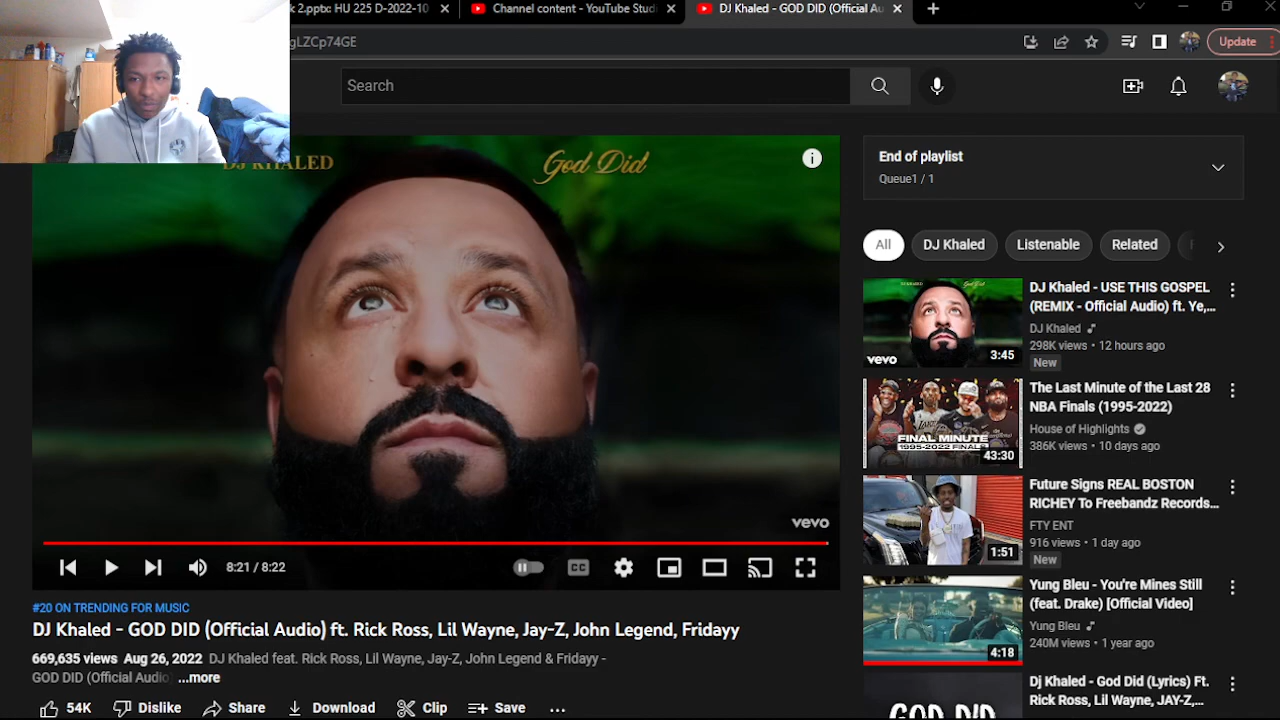 k 2.pptx: HU 225 D-2022-10
Channel content - YouTube Studi
DJ Khaled - GOD DID (Official Au
gLZCp74GE
Update
Search
DJ KHALED
God Did
vevo
8:21 / 8:22
CC
#20 ON TRENDING FOR MUSIC
DJ Khaled - GOD DID (Official Audio) ft. Rick Ross, Lil Wayne, Jay-Z, John Legend, Fridayy
669,635 views Aug 26, 2022 DJ Khaled feat. Rick Ross, Lil Wayne, Jay-Z, John Legend & Fridayy -
GOD DID (Official Audio ...more
54K Dislike Share Download Clip Save ...
End of playlist
Queue1 / 1
All DJ Khaled Listenable Related
vevo
3:45
DJ Khaled - USE THIS GOSPEL
(REMIX - Official Audio) ft. Ye,...
DJ Khaled
298K views • 12 hours ago
New
FINAL MINUTE
1995-2022 FINALS
43:30
The Last Minute of the Last 28
NBA Finals (1995-2022)
House of Highlights
386K views • 10 days ago
1:51
Future Signs REAL BOSTON
RICHEY To Freebandz Records...
FTY ENT
916 views • 1 day ago
New
4:18
Yung Bleu - You're Mines Still
(feat. Drake) [Official Video]
Yung Bleu
240M views • 1 year ago
GOD DID
Dj Khaled - God Did (Lyrics) Ft.
Rick Ross, Lil Wayne, JAY-Z,...